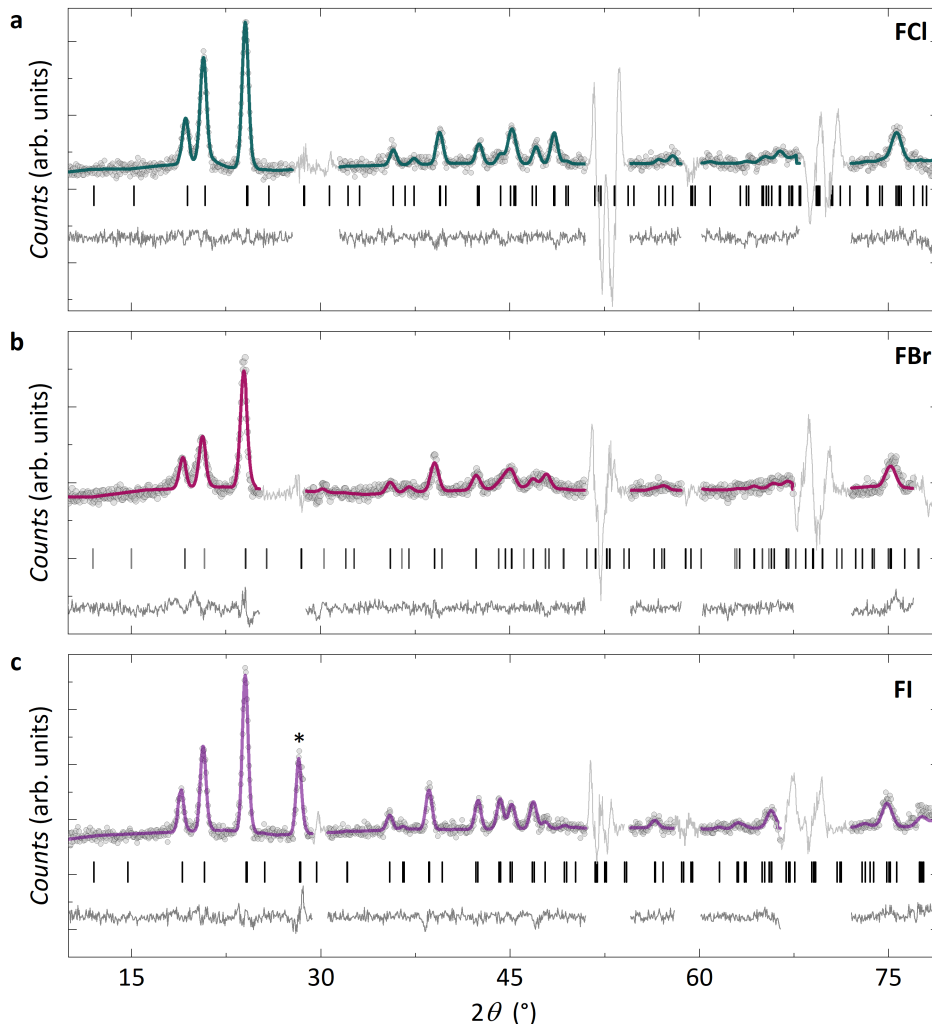 a
FCl
Counts (arb. units)
b
FBr
Counts (arb. units)
c
FI
*
Counts (arb. units)
15 30 45 60 75
2θ (°)